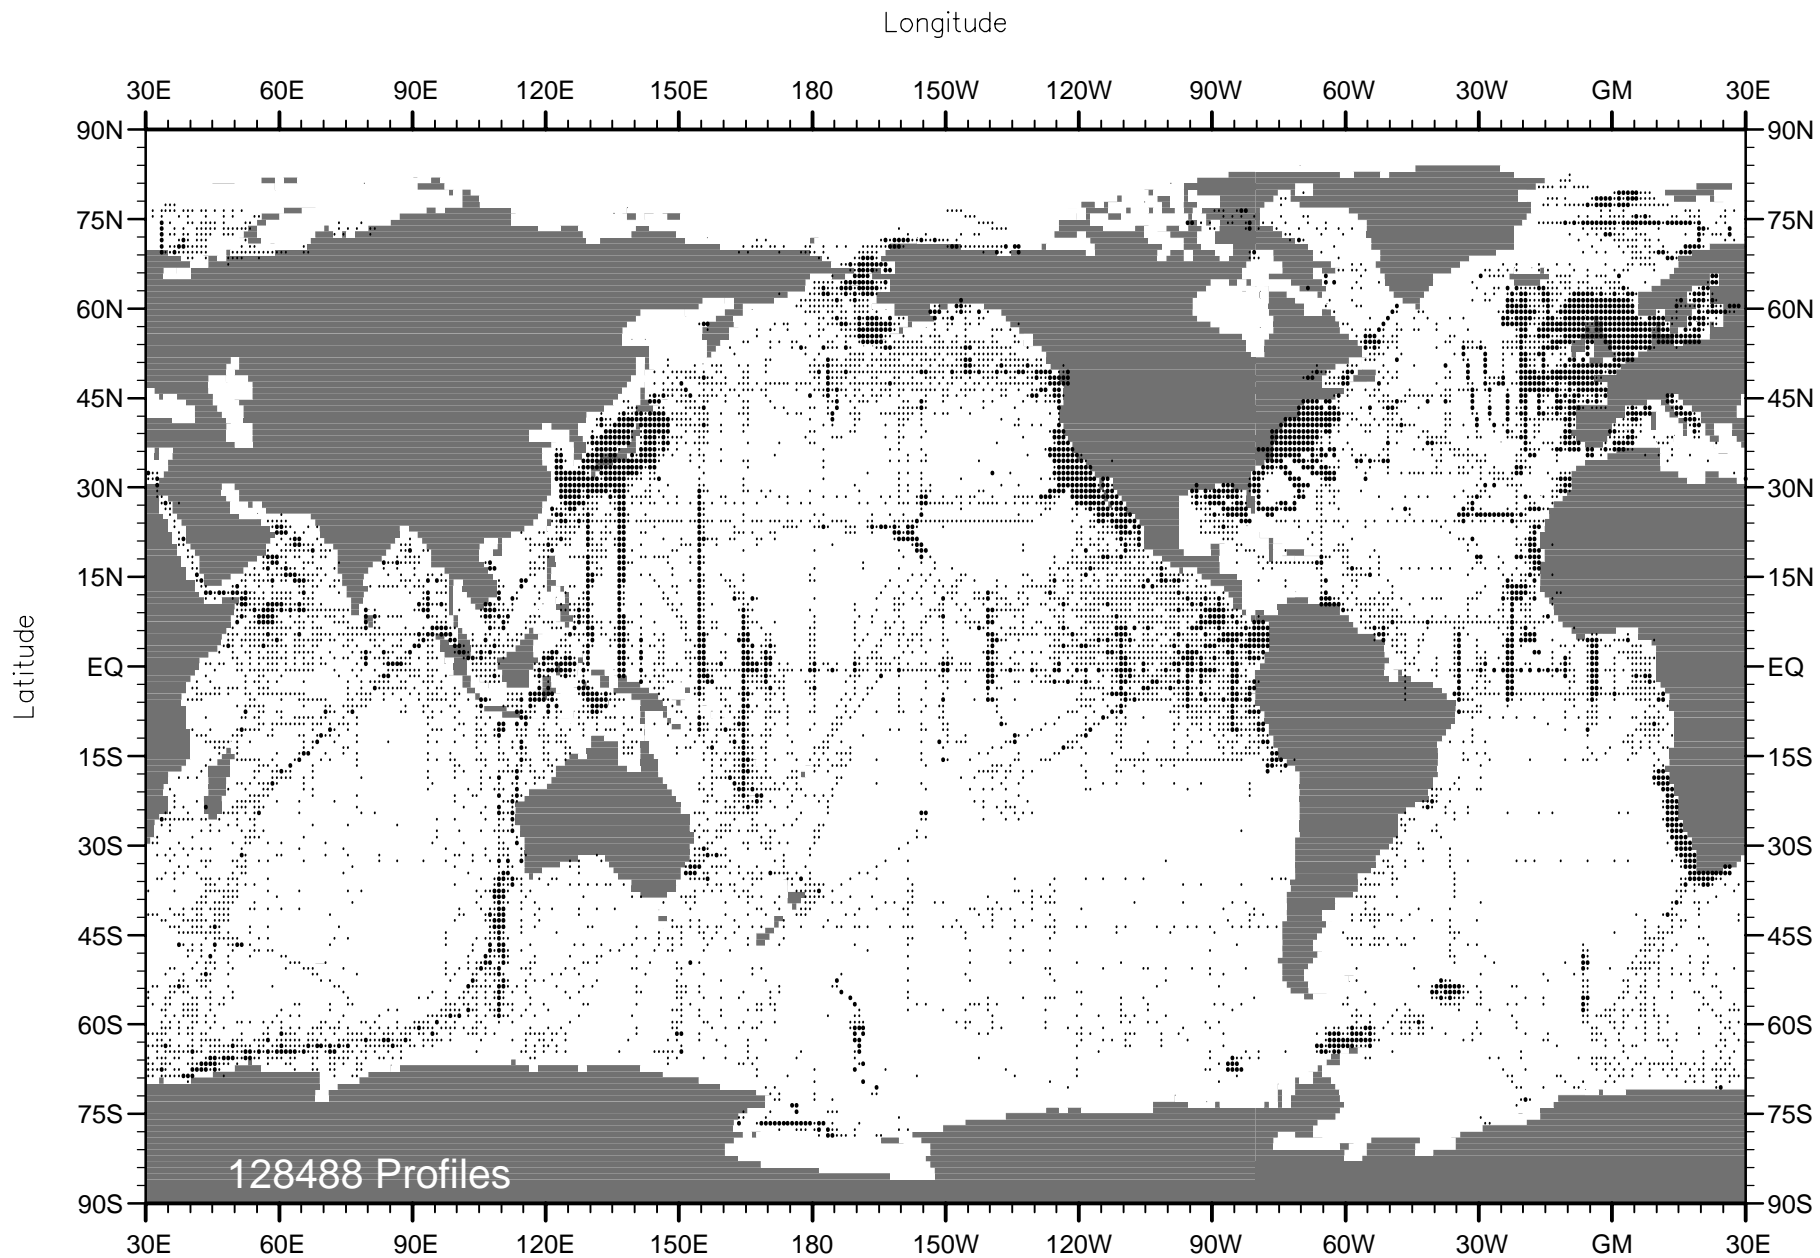 Longitude
30E 60E 90E 120E 150E 180 150W 120W 90W 60W 30W GM 30E
90N 90N
75N 75N
60N 60N
45N 45N
30N 30N
15N 15N
Latitude
EQ EQ
15S 15S
30S 30S
45S 45S
60S 60S
75S 75S
128488 Profiles
90S 90S
30E 60E 90E 120E 150E 180 150W 120W 90W 60W 30W GM 30E